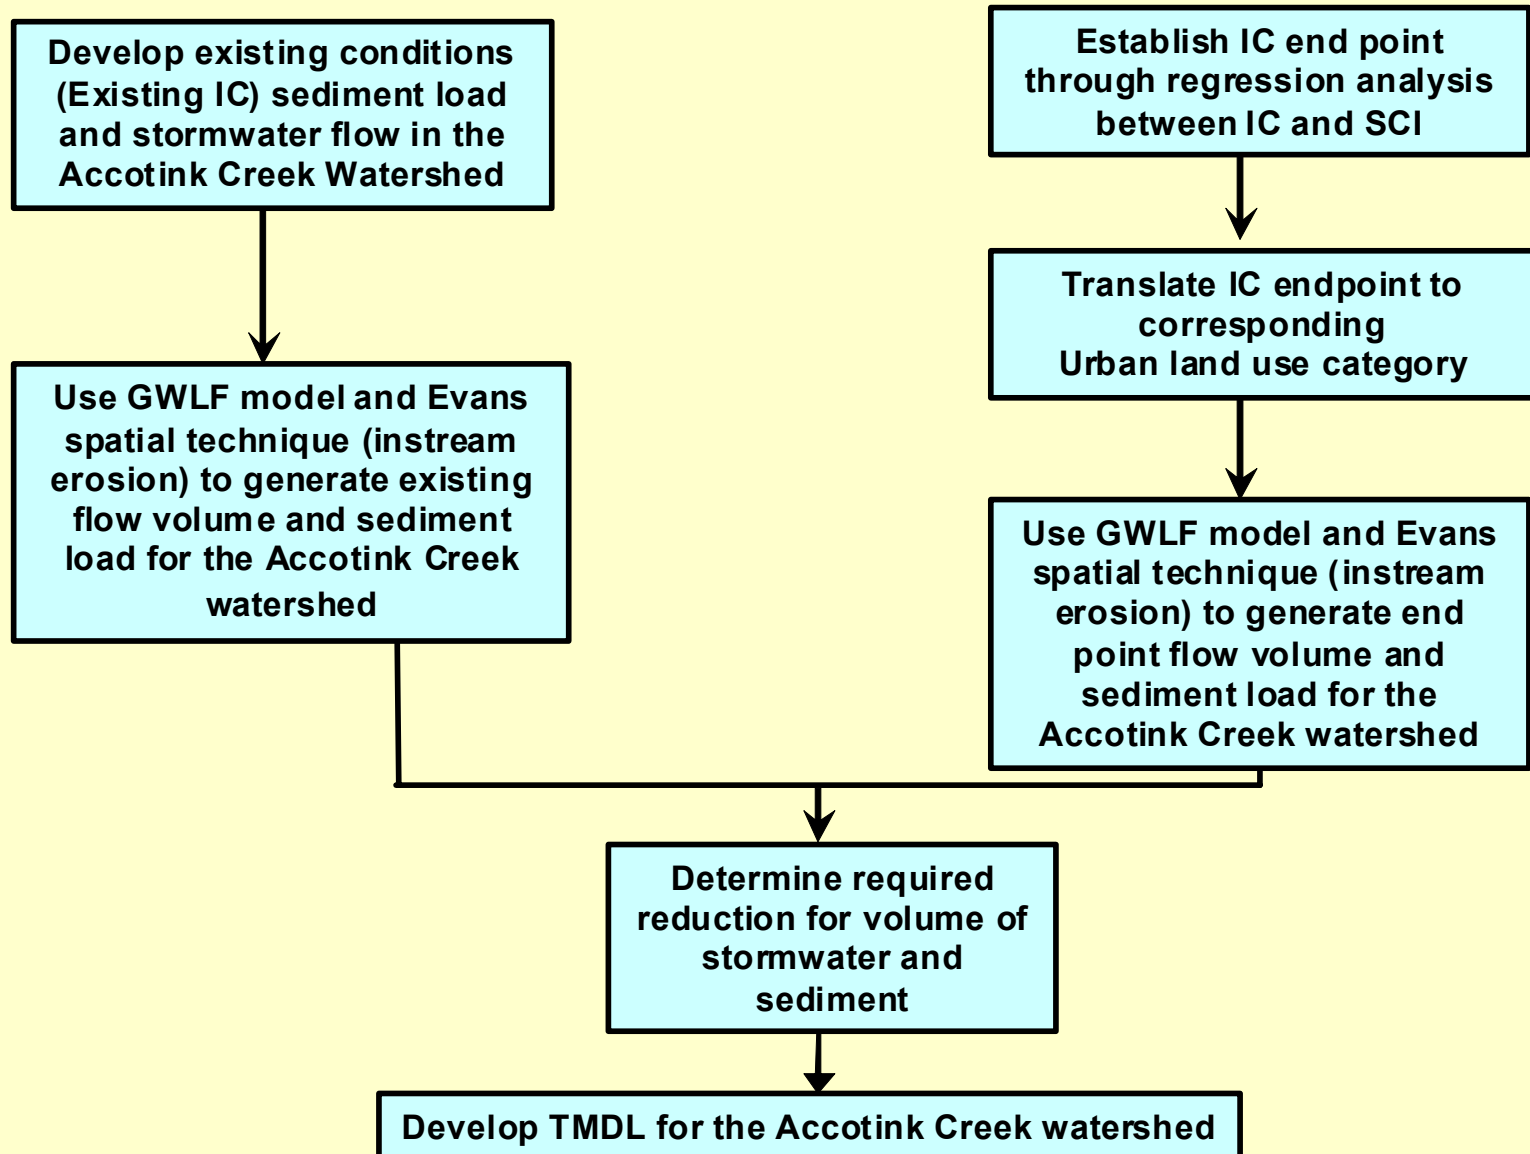 Develop existing conditions
(Existing IC) sediment load
and stormwater flow in the
Accotink Creek Watershed
Use GWLF model and Evans
spatial technique (instream
erosion) to generate existing
flow volume and sediment
load for the Accotink Creek
watershed
Establish IC end point
through regression analysis
between IC and SCI
Translate IC endpoint to
corresponding
Urban land use category
Use GWLF model and Evans
spatial technique (instream
erosion) to generate end
point flow volume and
sediment load for the
Accotink Creek watershed
Determine required
reduction for volume of
stormwater and
sediment
Develop TMDL for the Accotink Creek watershed